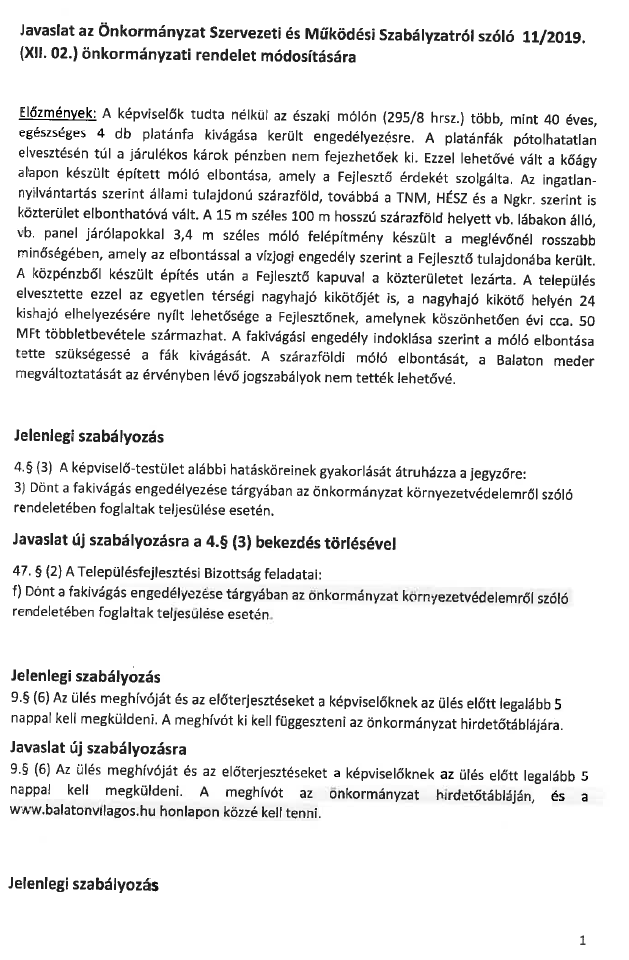 Javaslat az Önkormányzat Szervezeti és Működési Szabályzatról szóló 11/2019.
(XII. 02.) önkormányzati rendelet módosítására
Előzmények: A képviselők tudta nélkül az északi mólón (295/8 hrsz.) több, mint 40 éves,
egészséges 4 db platánfa kivágása került engedélyezésre. A platánfák pótolhatatlan
elvesztésén túl a járulékos károk pénzben nem fejezhetőek ki. Ezzel lehetővé vált a kőágy
alapon készült épített móló elbontása, amely a Fejlesztő érdekét szolgálta. Az ingatlan-
nyilvántartás szerint állami tulajdonú szárazföld, továbbá a TNM, HÉSZ és a Ngkr. szerint is
közterület elbonthatóvá vált. A 15 m széles 100 m hosszú szárazföld helyett vb. lábakon álló,
vb. panel járólapokkal 3,4 m széles móló felépítmény készült a meglévőnél rosszabb
minőségében, amely az elbontással a vízjogi engedély szerint a Fejlesztő tulajdonába került.
A közpénzből készült építés után a Fejlesztő kapuval a közterületet lezárta. A település
elvesztette ezzel az egyetlen térségi nagyhajó kikötőjét is, a nagyhajó kikötő helyén 24
kishajó elhelyezésére nyílt lehetősége a Fejlesztőnek, amelynek köszönhetően évi cca. 50
MFt többletbevétele származhat. A fakivágási engedély indoklása szerint a móló elbontása
tette szükségessé a fák kivágását. A szárazföldi móló elbontását, a Balaton meder
megváltoztatását az érvényben lévő jogszabályok nem tették lehetővé.
Jelenlegi szabályozás
4.§ (3) A képviselő-testület alábbi hatásköreinek gyakorlását átruházza a jegyzőre:
3) Dönt a fakivágás engedélyezése tárgyában az önkormányzat környezetvédelemről szóló
rendeletében foglaltak teljesülése esetén.
Javaslat új szabályozásra a 4.§ (3) bekezdés törlésével
47. § (2) A Településfejlesztési Bizottság feladatai:
f) Dönt a fakivágás engedélyezése tárgyában az önkormányzat környezetvédelemről szóló
rendeletében foglaltak teljesülése esetén.
Jelenlegi szabályozás
9.§ (6) Az ülés meghívóját és az előterjesztéseket a képviselőknek az ülés előtt legalább 5
nappal kell megküldeni. A meghívót ki kell függeszteni az önkormányzat hirdetőtáblájára.
Javaslat új szabályozásra
9.§ (6) Az ülés meghívóját és az előterjesztéseket a képviselőknek az ülés előtt legalább 5
nappal kell megküldeni. A meghívót az önkormányzat hirdetőtábláján, és a
www.balatonvilagos.hu honlapon közzé kell tenni.
Jelenlegi szabályozás
1